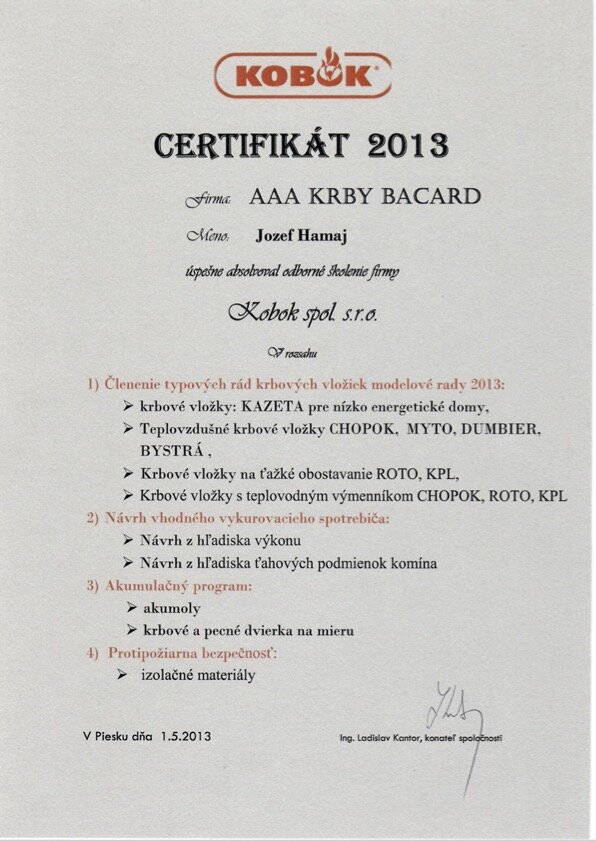 KOBOK
CERTIFIKÁT 2013
Firma: AAA KRBY BACARD
Meno: Jozef Hamaj
úspešne absolvoval odborné školenie firmy
Kobok spol. s.r.o.
V rozsahu
1) Členenie typových rád krbových vložiek modelové rady 2013:
➢ krbové vložky: KAZETA pre nízko energetické domy,
➢ Teplovzdušné krbové vložky CHOPOK, MYTO, DUMBIER,
BYSTRÁ ,
➢ Krbové vložky na ťažké obostavanie ROTO, KPL,
➢ Krbové vložky s teplovodným výmenníkom CHOPOK, ROTO, KPL
2) Návrh vhodného vykurovacicho spotrebiča:
➢ Návrh z hľadiska výkonu
➢ Návrh z hľadiska ťahových podmienok komína
3) Akumulačný program:
➢ akumoly
➢ krbové a pecné dvierka na mieru
4) Protipožiarna bezpečnosť:
➢ izolačné materiály
V Piesku dňa 1.5.2013
Ing. Ladislav Kantor, konateľ spoločnosti